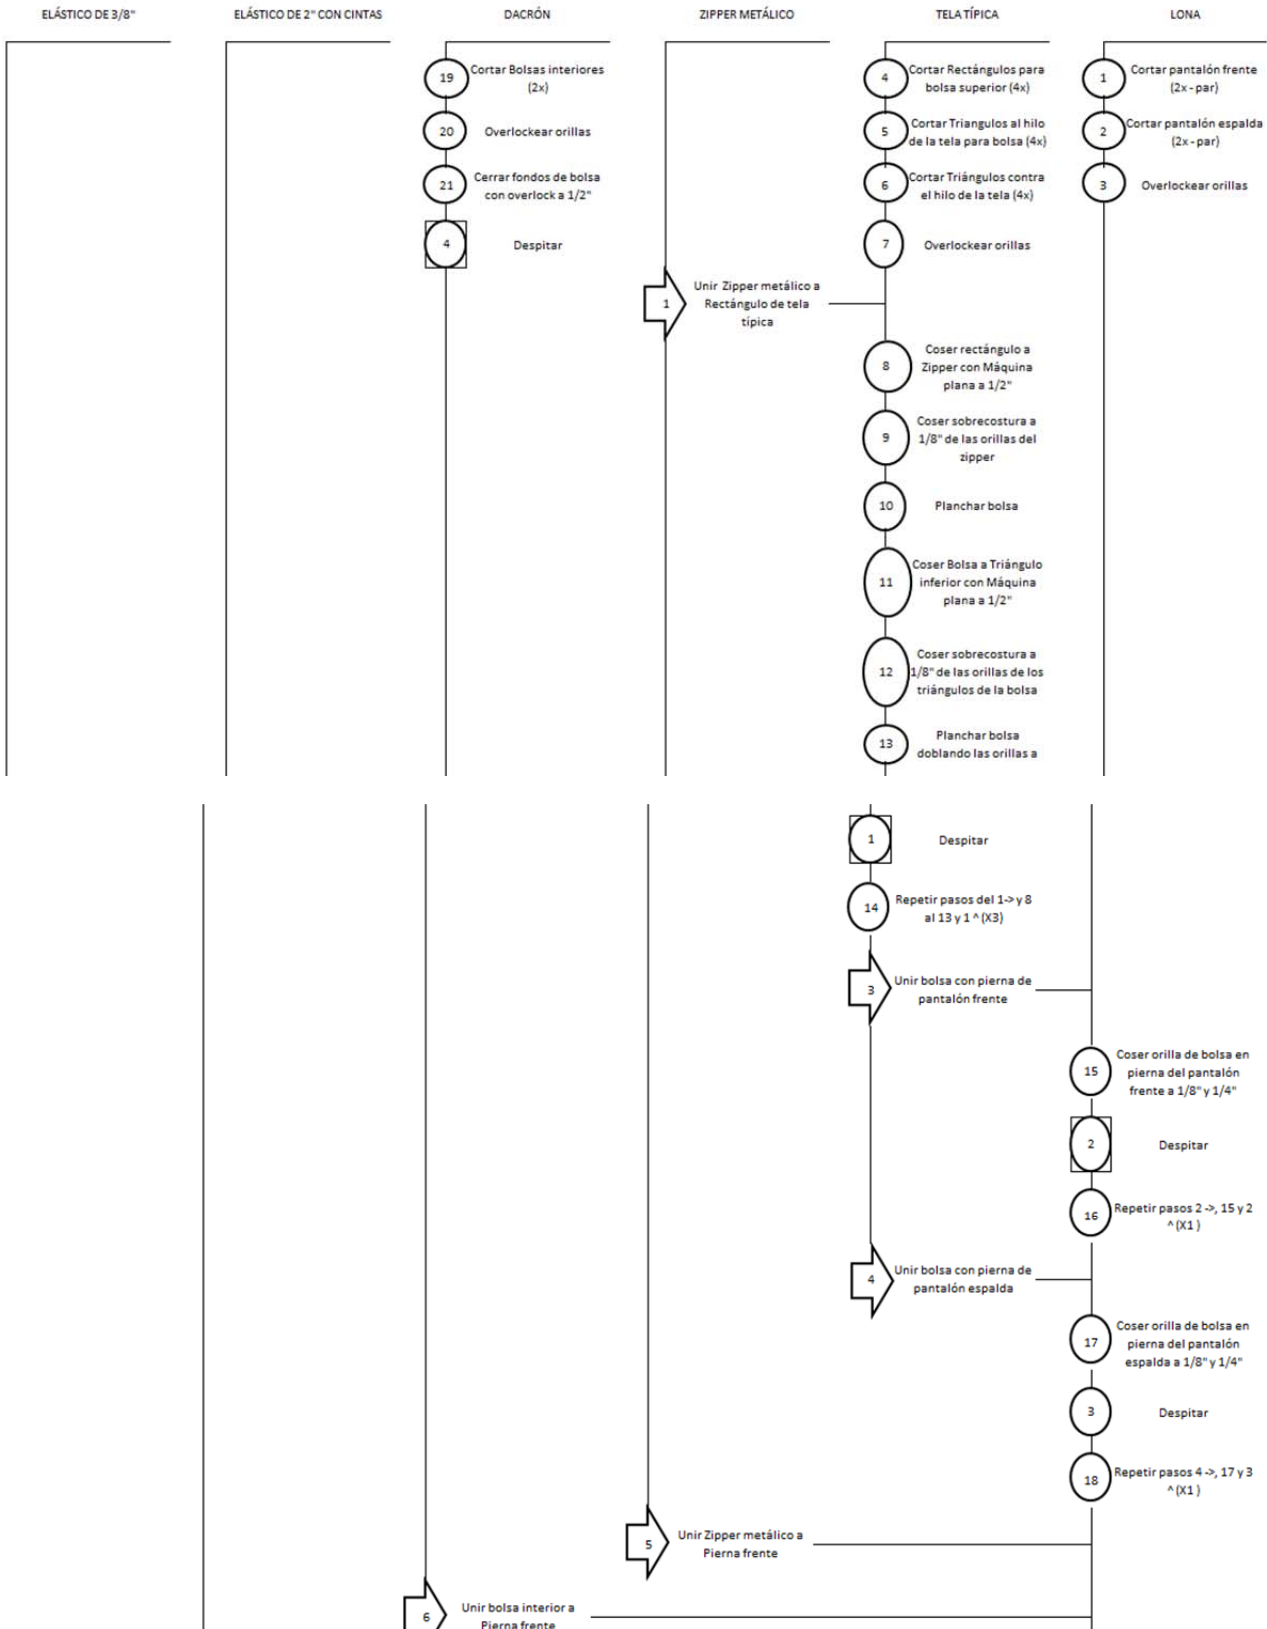 ELÁSTICO DE 3/8"
ELÁSTICO DE 2" CON CINTAS
DACRÓN
ZIPPER METÁLICO
TELA TÍPICA
LONA
19
Cortar Bolsas interiores
(2x)
20
Overlockear orillas
21
Cerrar fondos de bolsa
con overlock a 1/2"
4
Despitar
1
Unir Zipper metálico a
Rectángulo de tela
típica
4
Cortar Rectángulos para
bolsa superior (4x)
5
Cortar Triangulos al hilo
de la tela para bolsa (4x)
6
Cortar Triángulos contra
el hilo de la tela (4x)
7
Overlockear orillas
8
Coser rectángulo a
Zipper con Máquina
plana a 1/2"
9
Coser sobrecostura a
1/8" de las orillas del
zipper
10
Planchar bolsa
11
Coser Bolsa a Triángulo
inferior con Máquina
plana a 1/2"
12
Coser sobrecostura a
1/8" de las orillas de los
triángulos de la bolsa
13
Planchar bolsa
doblando las orillas a
1
Cortar pantalón frente
(2x - par)
2
Cortar pantalón espalda
(2x - par)
3
Overlockear orillas
1
Despitar
14
Repetir pasos del 1-> y 8
al 13 y 1 ^ (X3)
3
Unir bolsa con pierna de
pantalón frente
15
Coser orilla de bolsa en
pierna del pantalón
frente a 1/8" y 1/4"
2
Despitar
16
Repetir pasos 2 ->, 15 y 2
^ (X1 )
4
Unir bolsa con pierna de
pantalón espalda
17
Coser orilla de bolsa en
pierna del pantalón
espalda a 1/8" y 1/4"
3
Despitar
18
Repetir pasos 4 ->, 17 y 3
^ (X1 )
5
Unir Zipper metálico a
Pierna frente
6
Unir bolsa interior a
Pierna frente